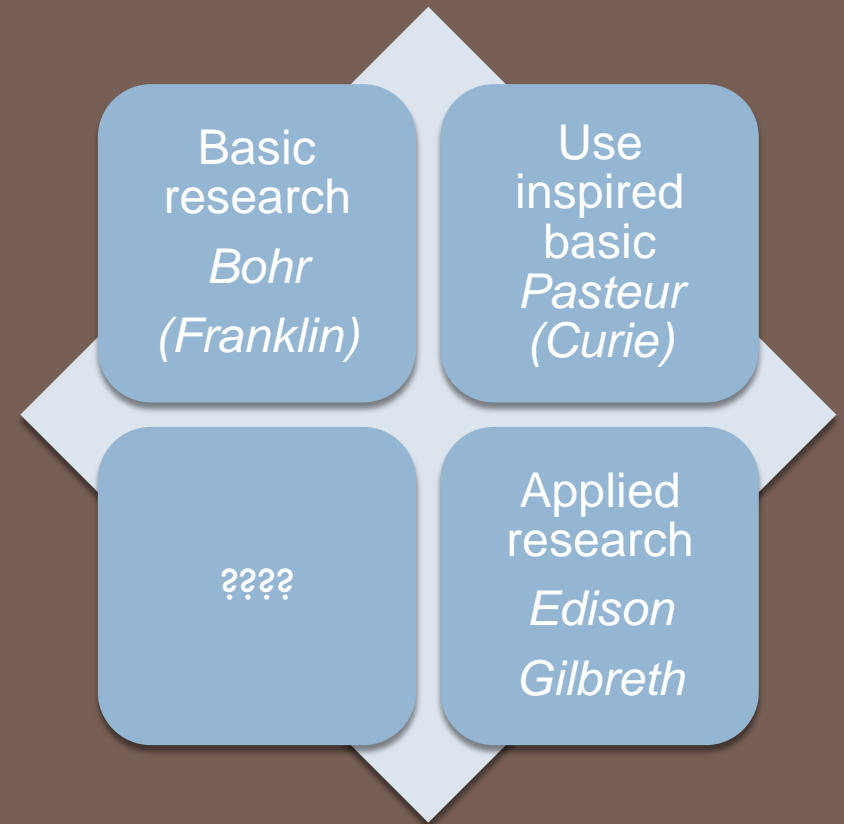 Basic
research
Bohr
(Franklin)
Use
inspired
basic
Pasteur
(Curie)
????
Applied
research
Edison
Gilbreth